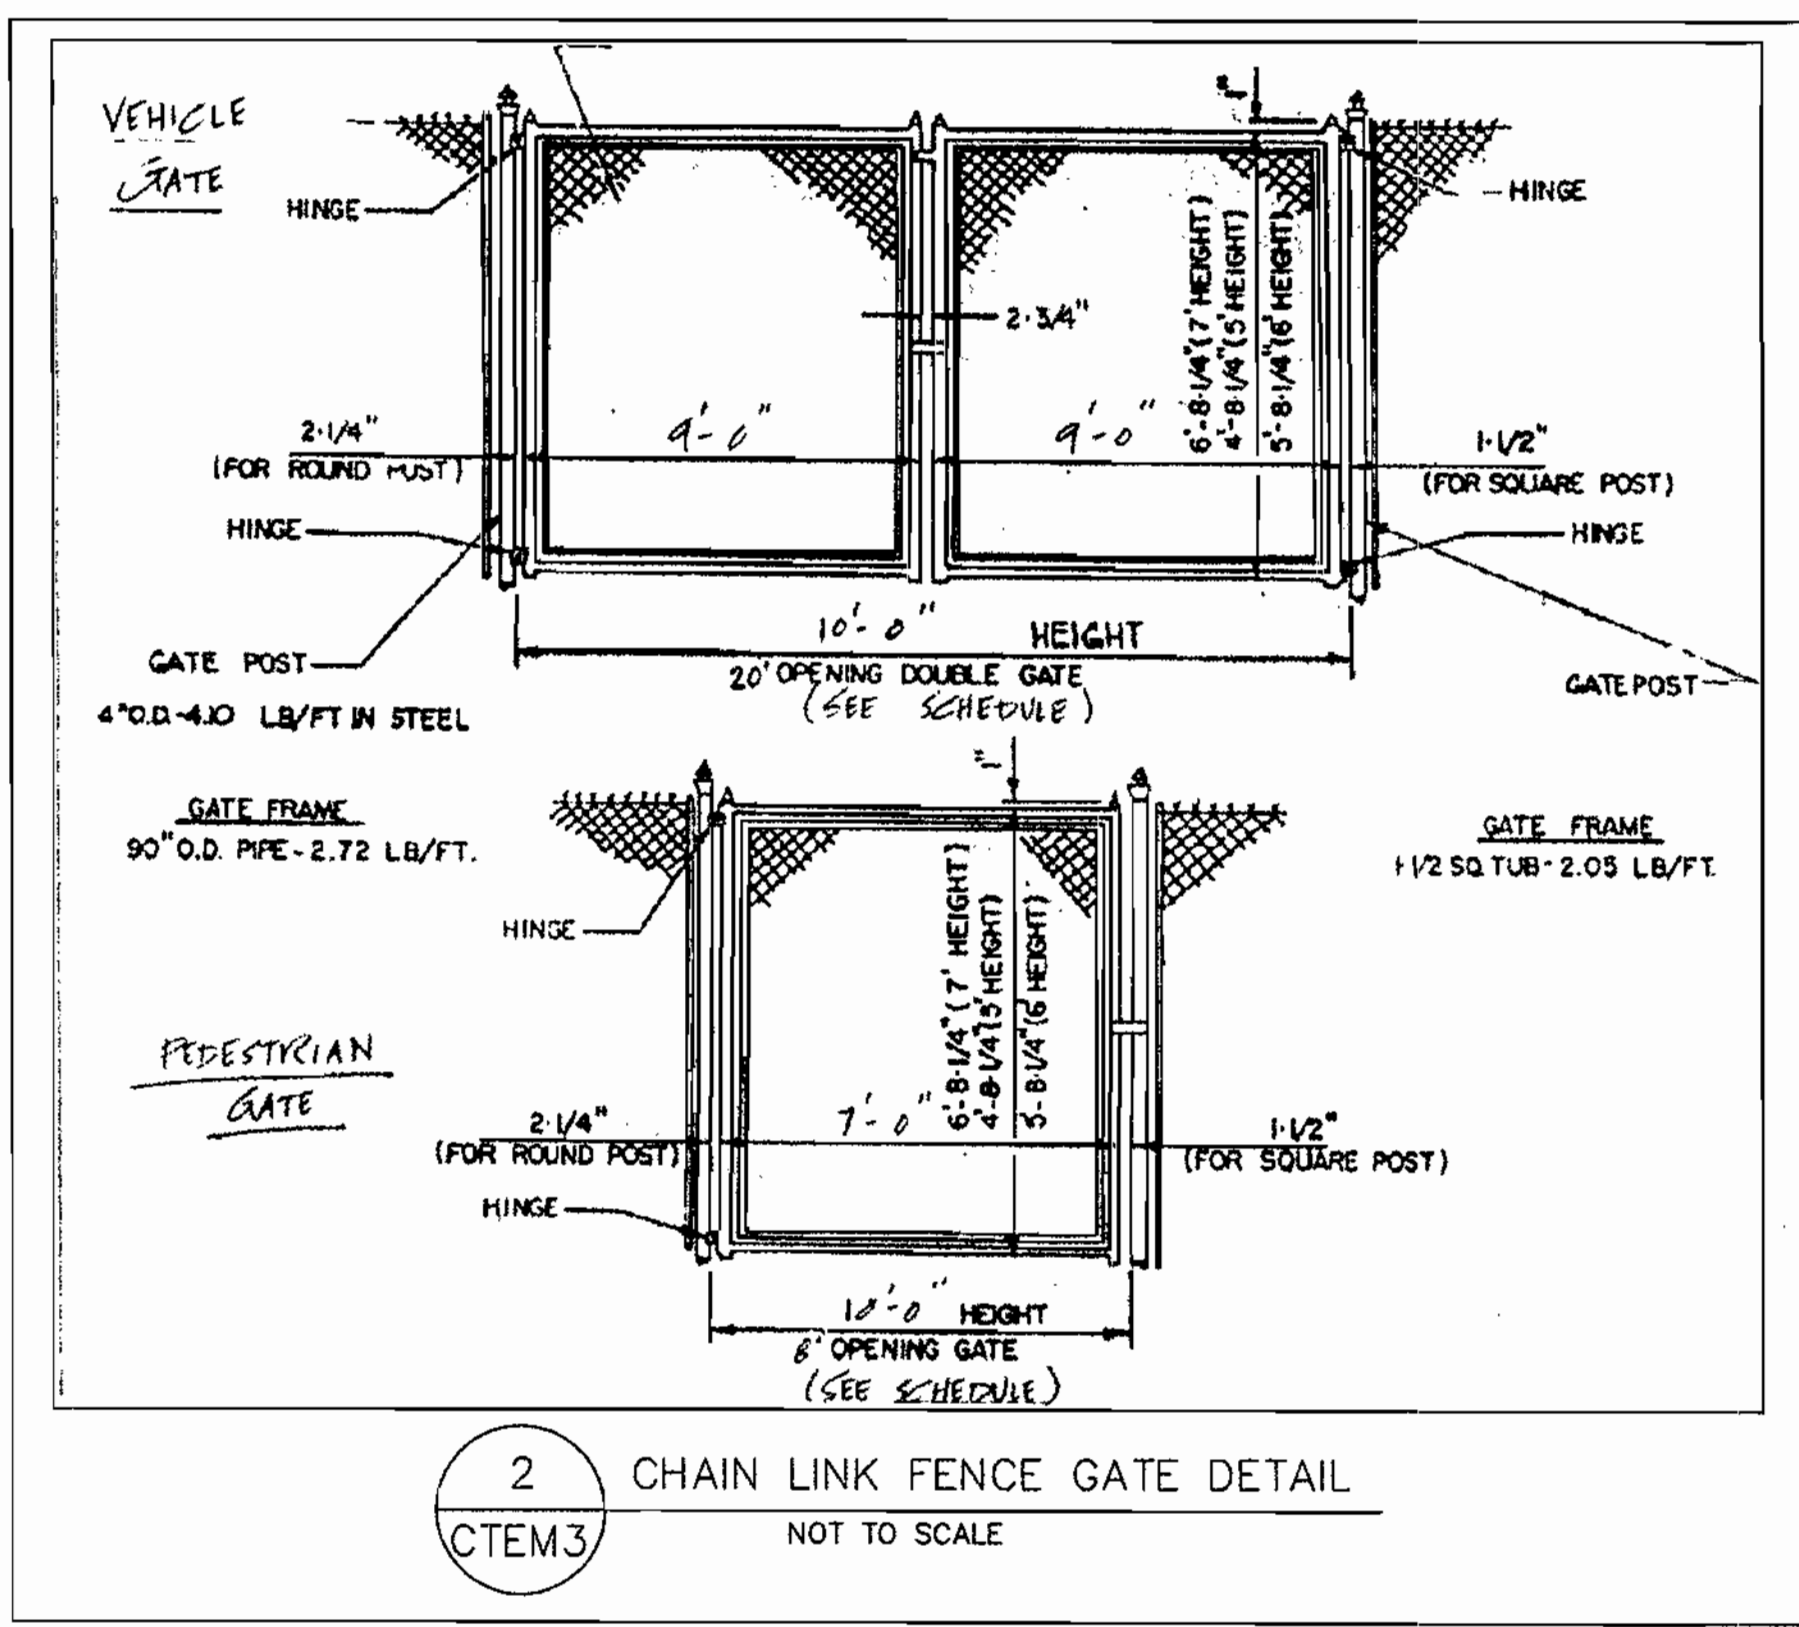 VEHICLE
GATE
HINGE
1"
HINGE
6'-8-1/4" (7' HEIGHT)
4'-8-1/4" (5' HEIGHT)
5'-8-1/4" (6' HEIGHT)
2-3/4"
9'-0"
9'-0"
2-1/4"
(FOR ROUND POST)
1-1/2"
(FOR SQUARE POST)
HINGE
HINGE
10'-0" HEIGHT
20' OPENING DOUBLE GATE
(SEE SCHEDULE)
GATE POST
4" O.D.-4.10 LB/FT IN STEEL
GATE POST
GATE FRAME
90" O.D. PIPE-2.72 LB/FT.
1"
GATE FRAME
1-1/2 SQ. TUB-2.05 LB/FT.
HINGE
6'-8-1/4" (7' HEIGHT)
4'-8-1/4" (5' HEIGHT)
5'-8-1/4" (6' HEIGHT)
PEDESTRIAN
GATE
2-1/4"
(FOR ROUND POST)
7'-0"
1-1/2"
(FOR SQUARE POST)
HINGE
10'-0" HEIGHT
8' OPENING GATE
(SEE SCHEDULE)
2
CTEM3
CHAIN LINK FENCE GATE DETAIL
NOT TO SCALE